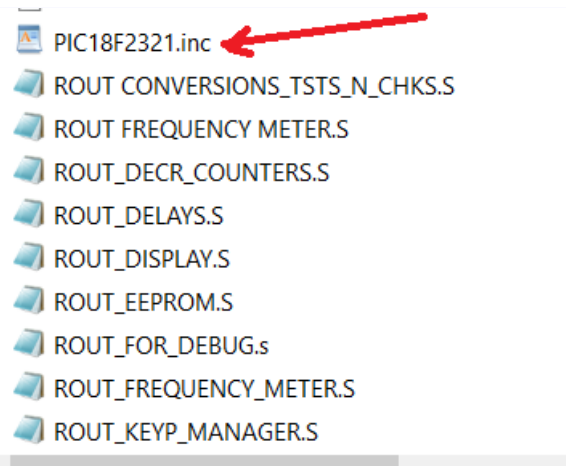 PIC18F2321.inc
ROUT CONVERSIONS_TSTS_N_CHKS.S
ROUT FREQUENCY METER.S
ROUT_DECR_COUNTERS.S
ROUT_DELAYS.S
ROUT_DISPLAY.S
ROUT_EEPROM.S
ROUT_FOR_DEBUG.s
ROUT_FREQUENCY_METER.S
ROUT_KEYP_MANAGER.S